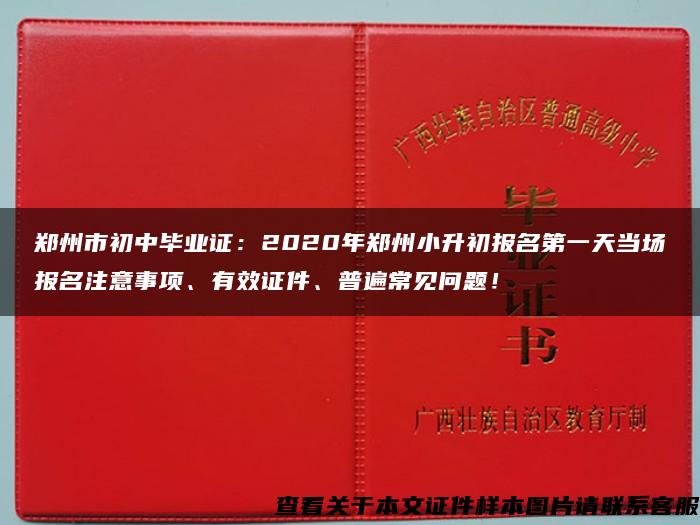 广西壮族自治区普通高级中学
毕业证书
郑州市初中毕业证：2020年郑州小升初报名第一天当场
报名注意事项、有效证件、普遍常见问题！
广西壮族自治区教育厅制
查看关于本文证件样本图片请联系客服